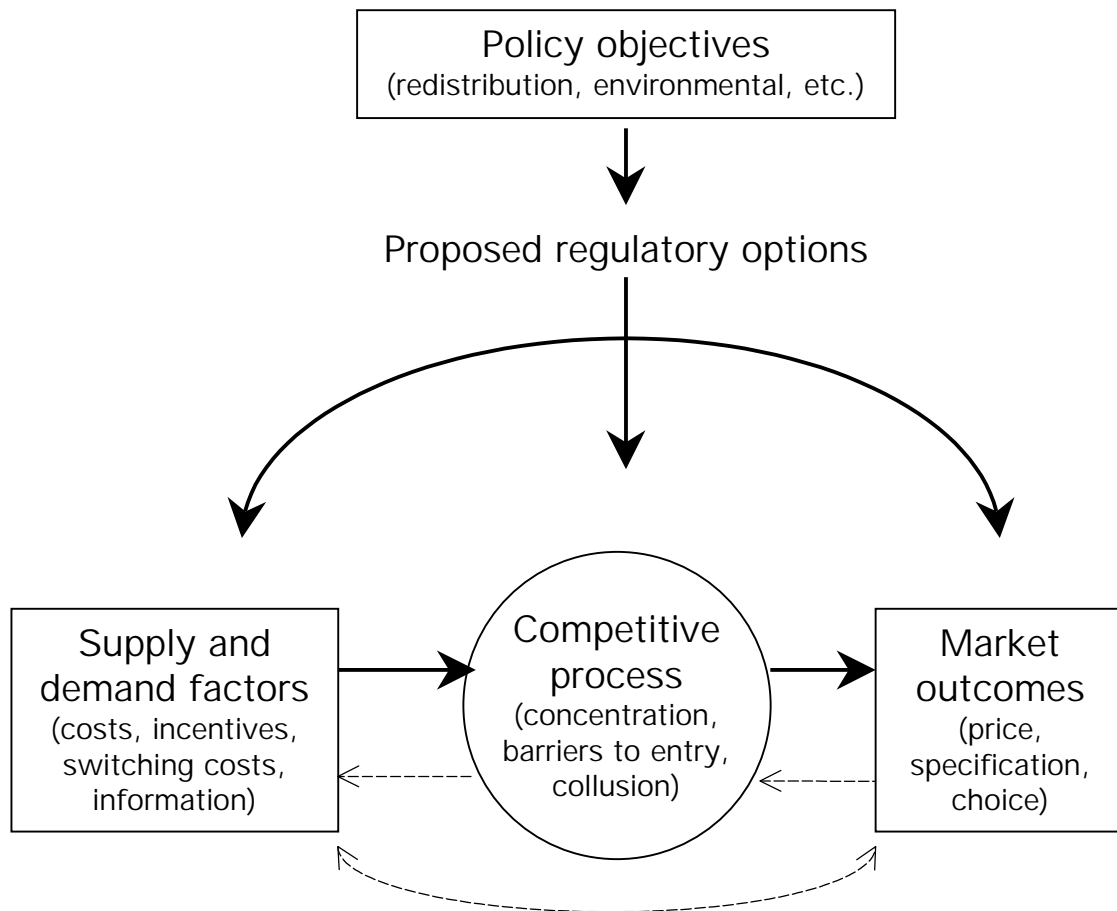 Policy objectives
(redistribution, environmental, etc.)
Proposed regulatory options
Supply and
demand factors
(costs, incentives,
switching costs,
information)
Competitive
process
(concentration,
barriers to entry,
collusion)
Market
outcomes
(price,
specification,
choice)